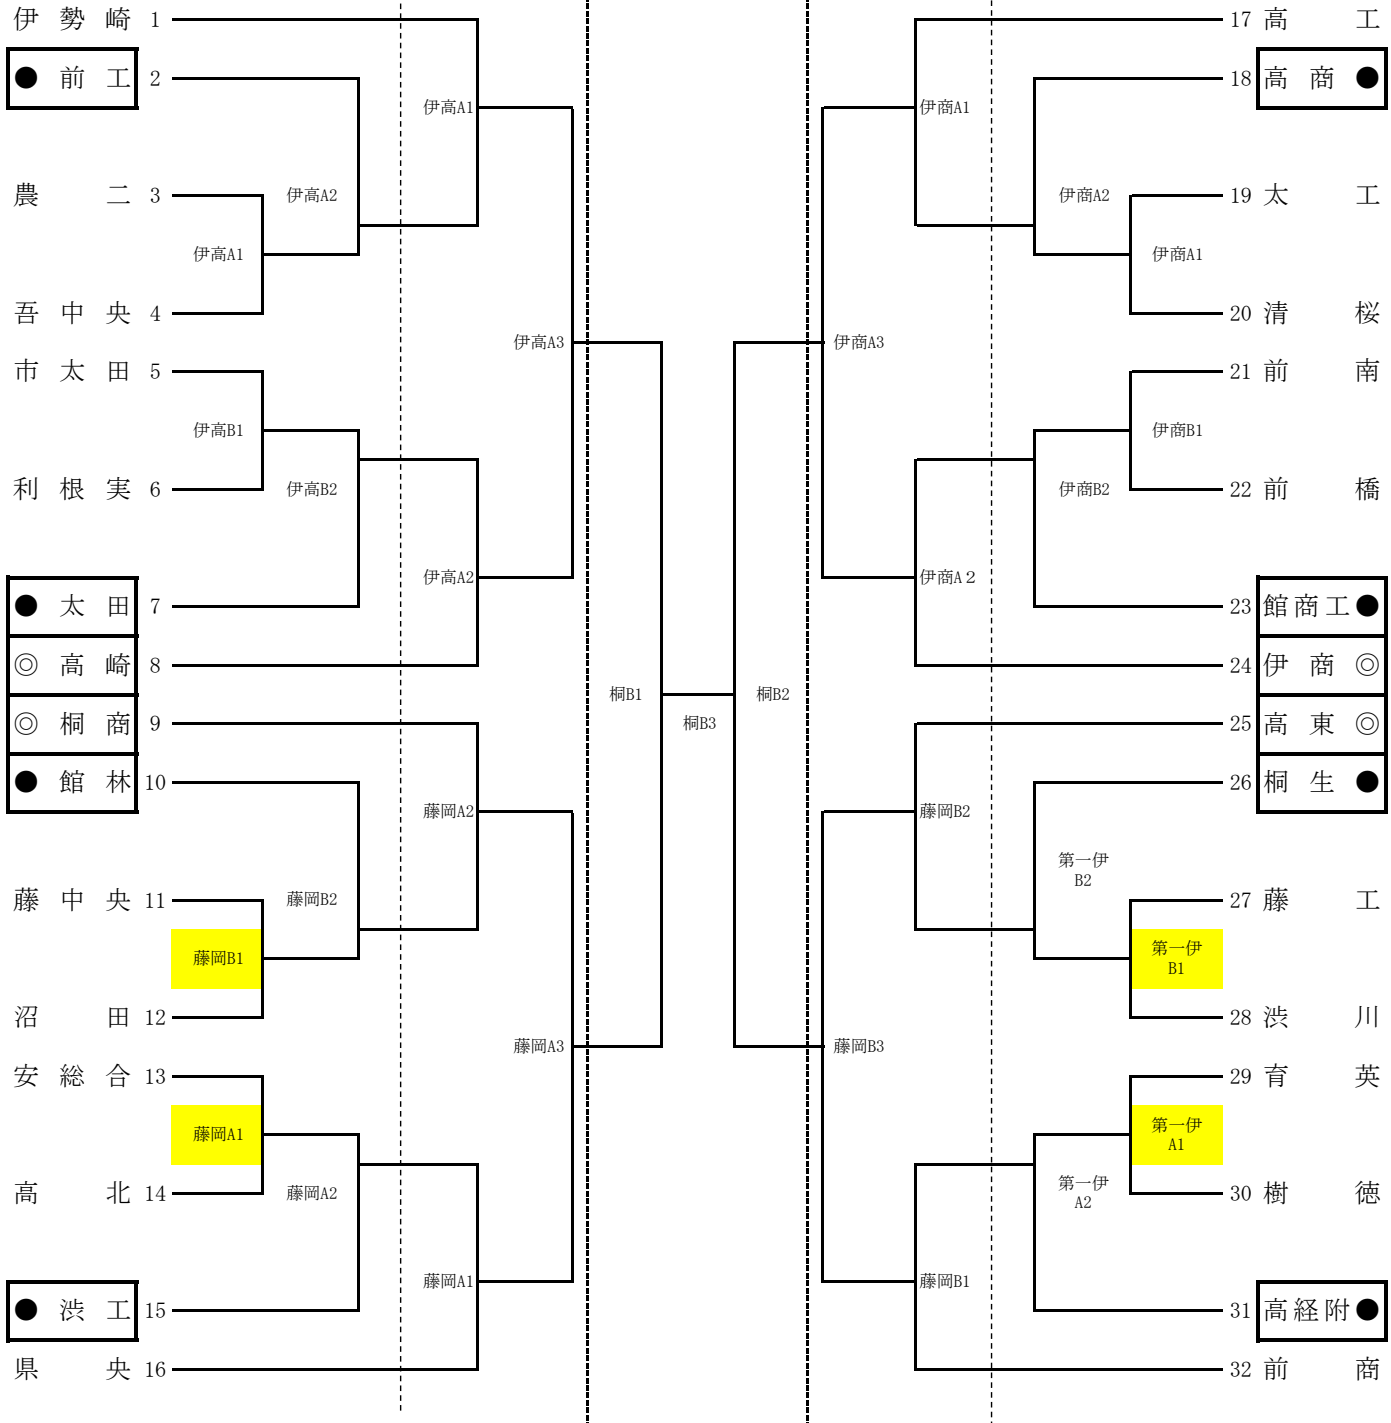 伊勢崎 1
● 前工 2
農二 3
吾中央 4
市太田 5
利根実 6
● 太田 7
◎ 高崎 8
◎ 桐商 9
● 館林 10
藤中央 11
沼田 12
安総合 13
高北 14
● 渋工 15
県央 16
伊高A1
伊高A2
伊高A1
伊高B1
伊高B2
伊高A2
伊高A3
藤岡A2
藤岡B2
藤岡B1
藤岡A3
藤岡A1
藤岡A2
藤岡A1
桐B1
桐B3
桐B2
伊商A1
伊商A2
伊商A1
伊商A3
伊商B1
伊商B2
伊商A２
藤岡B2
第一伊
B2
第一伊
B1
藤岡B3
第一伊
A1
第一伊
A2
藤岡B1
17 高工
18 高商 ●
19 太工
20 清桜
21 前南
22 前橋
23 館商工 ●
24 伊商 ◎
25 高東 ◎
26 桐生 ●
27 藤工
28 渋川
29 育英
30 樹徳
31 高経附 ●
32 前商